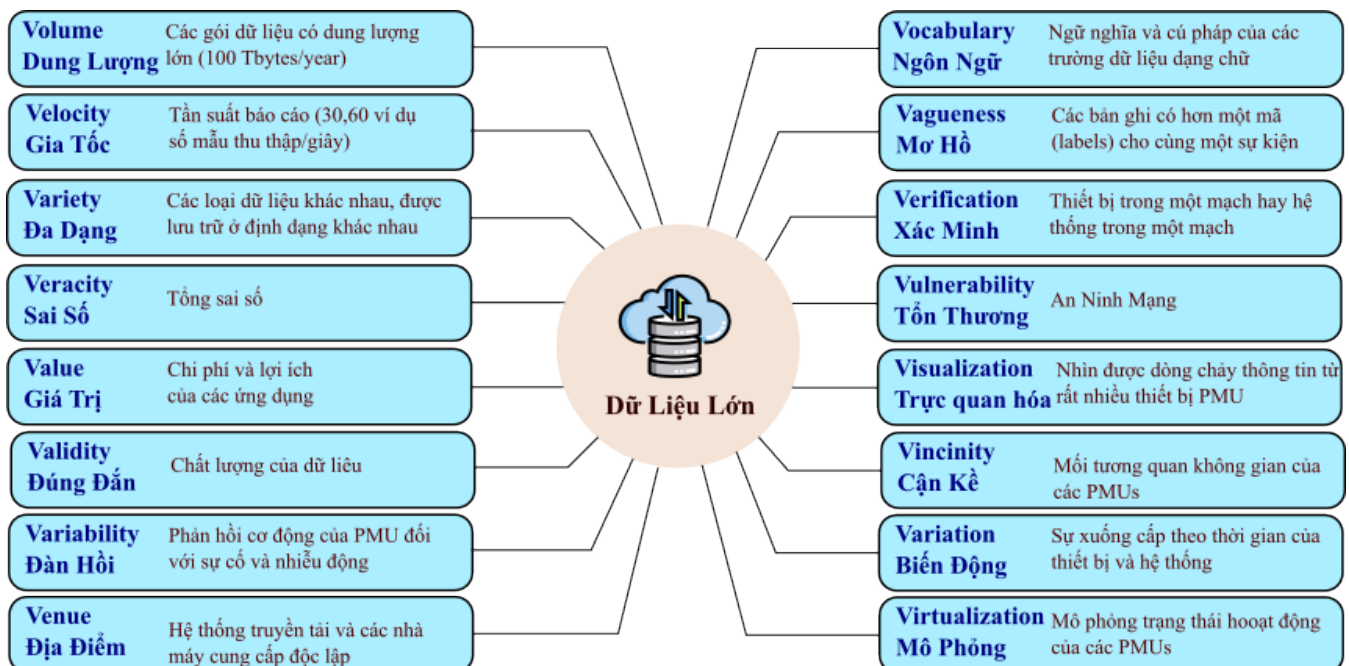 Volume
Dung Lượng
Các gói dữ liệu có dung lượng
lớn (100 Tbytes/year)
Velocity
Gia Tốc
Tần suất báo cáo (30,60 ví dụ
số mẫu thu thập/giây)
Variety
Đa Dạng
Các loại dữ liệu khác nhau, được
lưu trữ ở định dạng khác nhau
Veracity
Sai Số
Tổng sai số
Value
Giá Trị
Chi phí và lợi ích
của các ứng dụng
Validity
Đúng Đắn
Chất lượng của dữ liêu
Variability
Đàn Hồi
Phản hồi cơ động của PMU đối
với sự cố và nhiễu động
Venue
Địa Điểm
Hệ thống truyền tải và các nhà
máy cung cấp độc lập
Dữ Liệu Lớn
Vocabulary
Ngôn Ngữ
Ngữ nghĩa và cú pháp của các
trường dữ liệu dạng chữ
Vagueness
Mơ Hồ
Các bản ghi có hơn một mã
(labels) cho cùng một sự kiện
Verification
Xác Minh
Thiết bị trong một mạch hay hệ
thống trong một mạch
Vulnerability
Tổn Thương
An Ninh Mạng
Visualization
Trực quan hóa
Nhìn được dòng chảy thông tin từ
rất nhiều thiết bị PMU
Vincinity
Cận Kề
Mối tương quan không gian của
các PMUs
Variation
Biến Động
Sự xuống cấp theo thời gian của
thiết bị và hệ thống
Virtualization
Mô Phỏng
Mô phỏng trạng thái hooạt động
của các PMUs